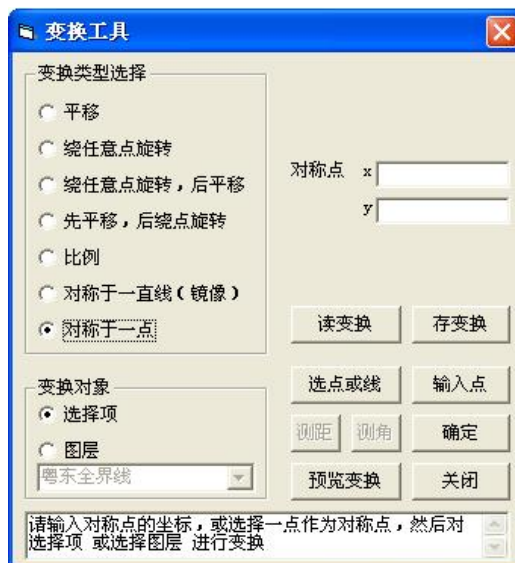 变换工具
变换类型选择
平移
绕任意点旋转
绕任意点旋转，后平移
先平移，后绕点旋转
比例
对称于一直线（镜像）
对称于一点
变换对象
选择项
图层
粤东全界线
对称点 x
y
读变换 存变换
选点或线 输入点
测距 测角 确定
预览变换 关闭
请输入对称点的坐标，或选择一点作为对称点，然后对
选择项 或选择图层 进行变换